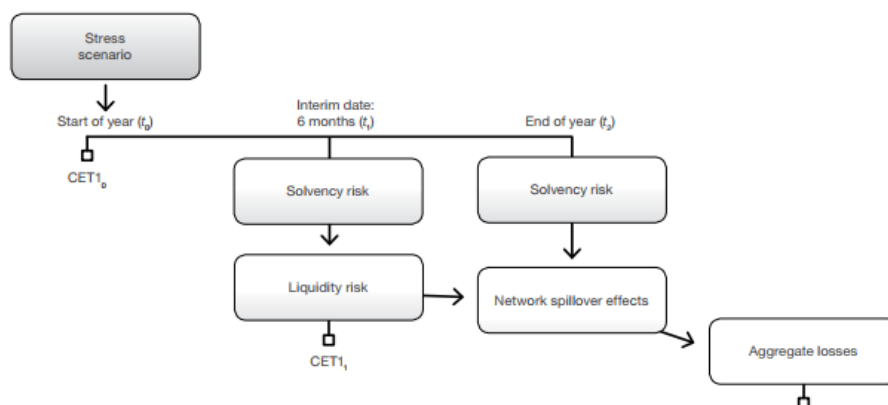 Stress
scenario
Start of year (t₀)
Interim date:
6 months (t₁)
End of year (t₂)
CET1₀
Solvency risk
Solvency risk
Liquidity risk
Network spillover effects
CET1₁
Aggregate losses